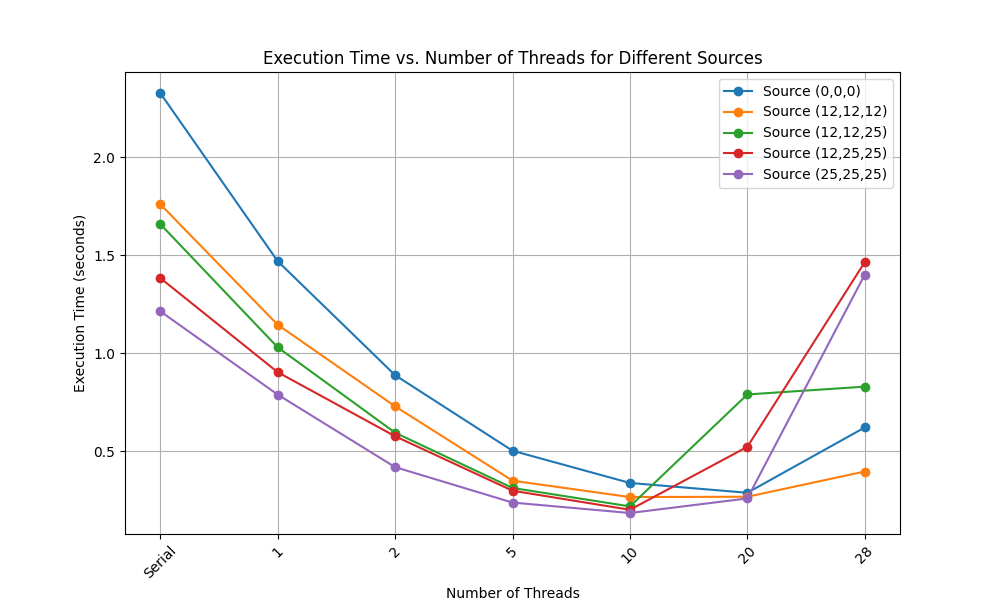 Execution Time vs. Number of Threads for Different Sources
Source (0,0,0)
Source (12,12,12)
Source (12,12,25)
Source (12,25,25)
Source (25,25,25)
Execution Time (seconds)
2.0
1.5
1.0
0.5
Serial 1 2 5 10 20 28
Number of Threads